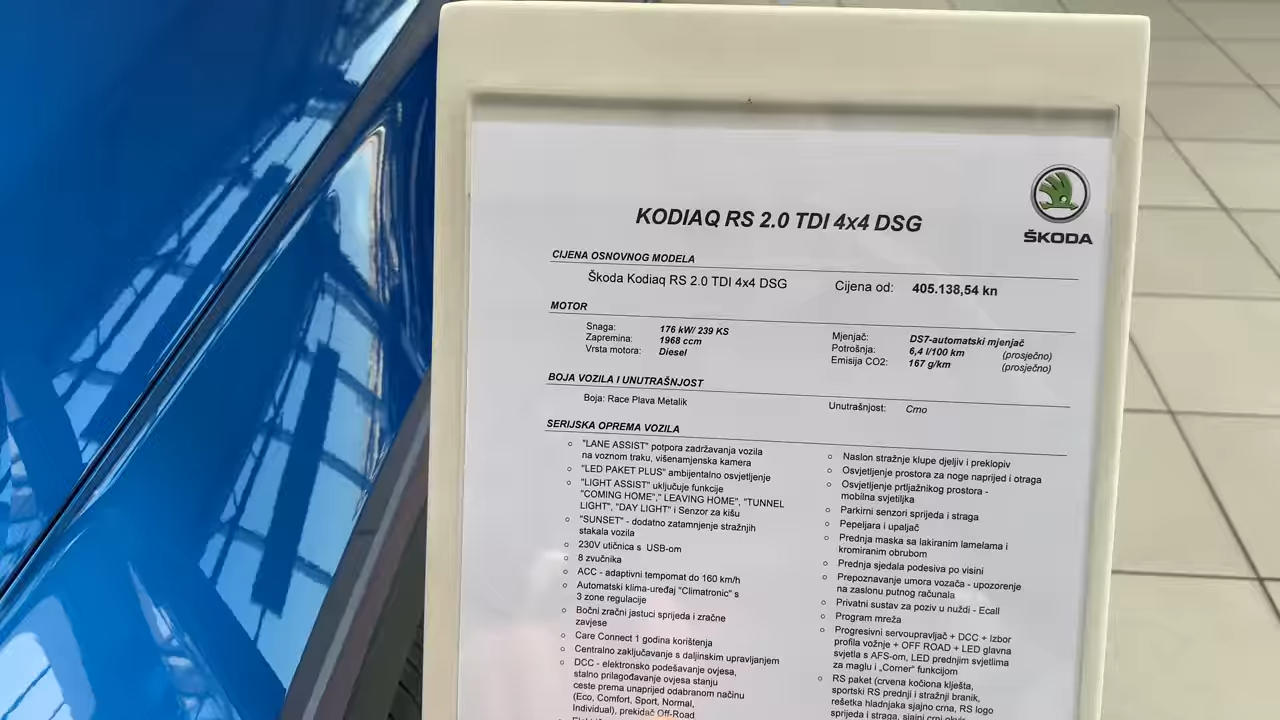 ŠKODA
KODIAQ RS 2.0 TDI 4x4 DSG
CIJENA OSNOVNOG MODELA
Škoda Kodiaq RS 2.0 TDI 4x4 DSG Cijena od: 405.138,54 kn
MOTOR
Snaga: 176 kW/ 239 KS
Zapremina: 1968 ccm
Vrsta motora: Diesel
Mjenjač: DS7-automatski mjenjač
Potrošnja: 6,4 l/100 km (prosječno)
Emisija CO2: 167 g/km (prosječno)
BOJA VOZILA I UNUTRAŠNJOST
Boja: Race Plava Metalik Unutrašnjost: Crno
SERIJSKA OPREMA VOZILA
"LANE ASSIST" potpora zadržavanja vozila
na voznom traku, višenamjenska kamera
"LED PAKET PLUS" ambijentalno osvjetljenje
"LIGHT ASSIST" uključuje funkcije
"COMING HOME"," LEAVING HOME", "TUNNEL
LIGHT", "DAY LIGHT" i Senzor za kišu
"SUNSET" - dodatno zatamnjenje stražnjih
stakala vozila
230V utičnica s USB-om
8 zvučnika
ACC - adaptivni tempomat do 160 km/h
Automatski klima-uređaj "Climatronic" s
3 zone regulacije
Bočni zračni jastuci sprijeda i zračne
zavjese
Care Connect 1 godina korištenja
Centralno zaključavanje s daljinskim upravljanjem
DCC - elektronsko podešavanje ovjesa,
stalno prilagođavanje ovjesa stanju
ceste prema unaprijed odabranom načinu
(Eco, Comfort, Sport, Normal,
Individual), prekidač Off-Road
Naslon stražnje klupe djeljiv i preklopiv
Osvjetljenje prostora za noge naprijed i otraga
Osvjetljenje prtljažnikog prostora -
mobilna svjetiljka
Parkirni senzori sprijeda i straga
Pepeljara i upaljač
Prednja maska sa lakiranim lamelama i
kromiranim obrubom
Prednja sjedala podesiva po visini
Prepoznavanje umora vozača - upozorenje
na zaslonu putnog računala
Privatni sustav za poziv u nuždi - Ecall
Program mreža
Progresivni servoupravljač + DCC + Izbor
profila vožnje + OFF ROAD + LED glavna
svjetla s AFS-om, LED prednjim svjetlima
za maglu i „Corner" funkcijom
RS paket (crvena kočiona klješta,
sportski RS prednji i stražnji branik,
rešetka hladnjaka sjajno crna, RS logo
sprijeda i straga, sjajni crni okvir